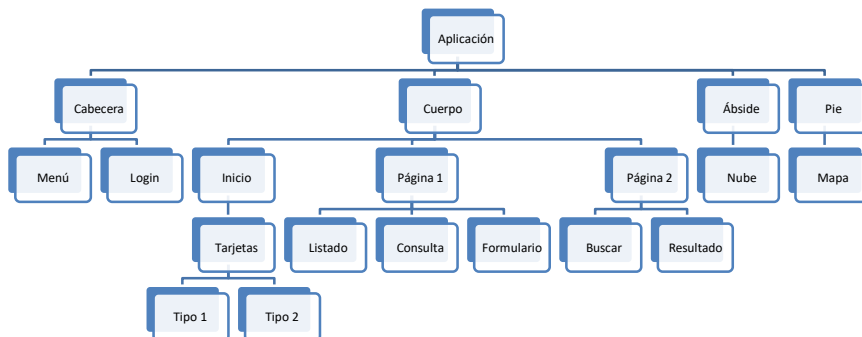 Aplicación
Cabecera
Cuerpo
Ábside
Pie
Menú
Login
Inicio
Página 1
Página 2
Nube
Mapa
Tarjetas
Listado
Consulta
Formulario
Buscar
Resultado
Tipo 1
Tipo 2